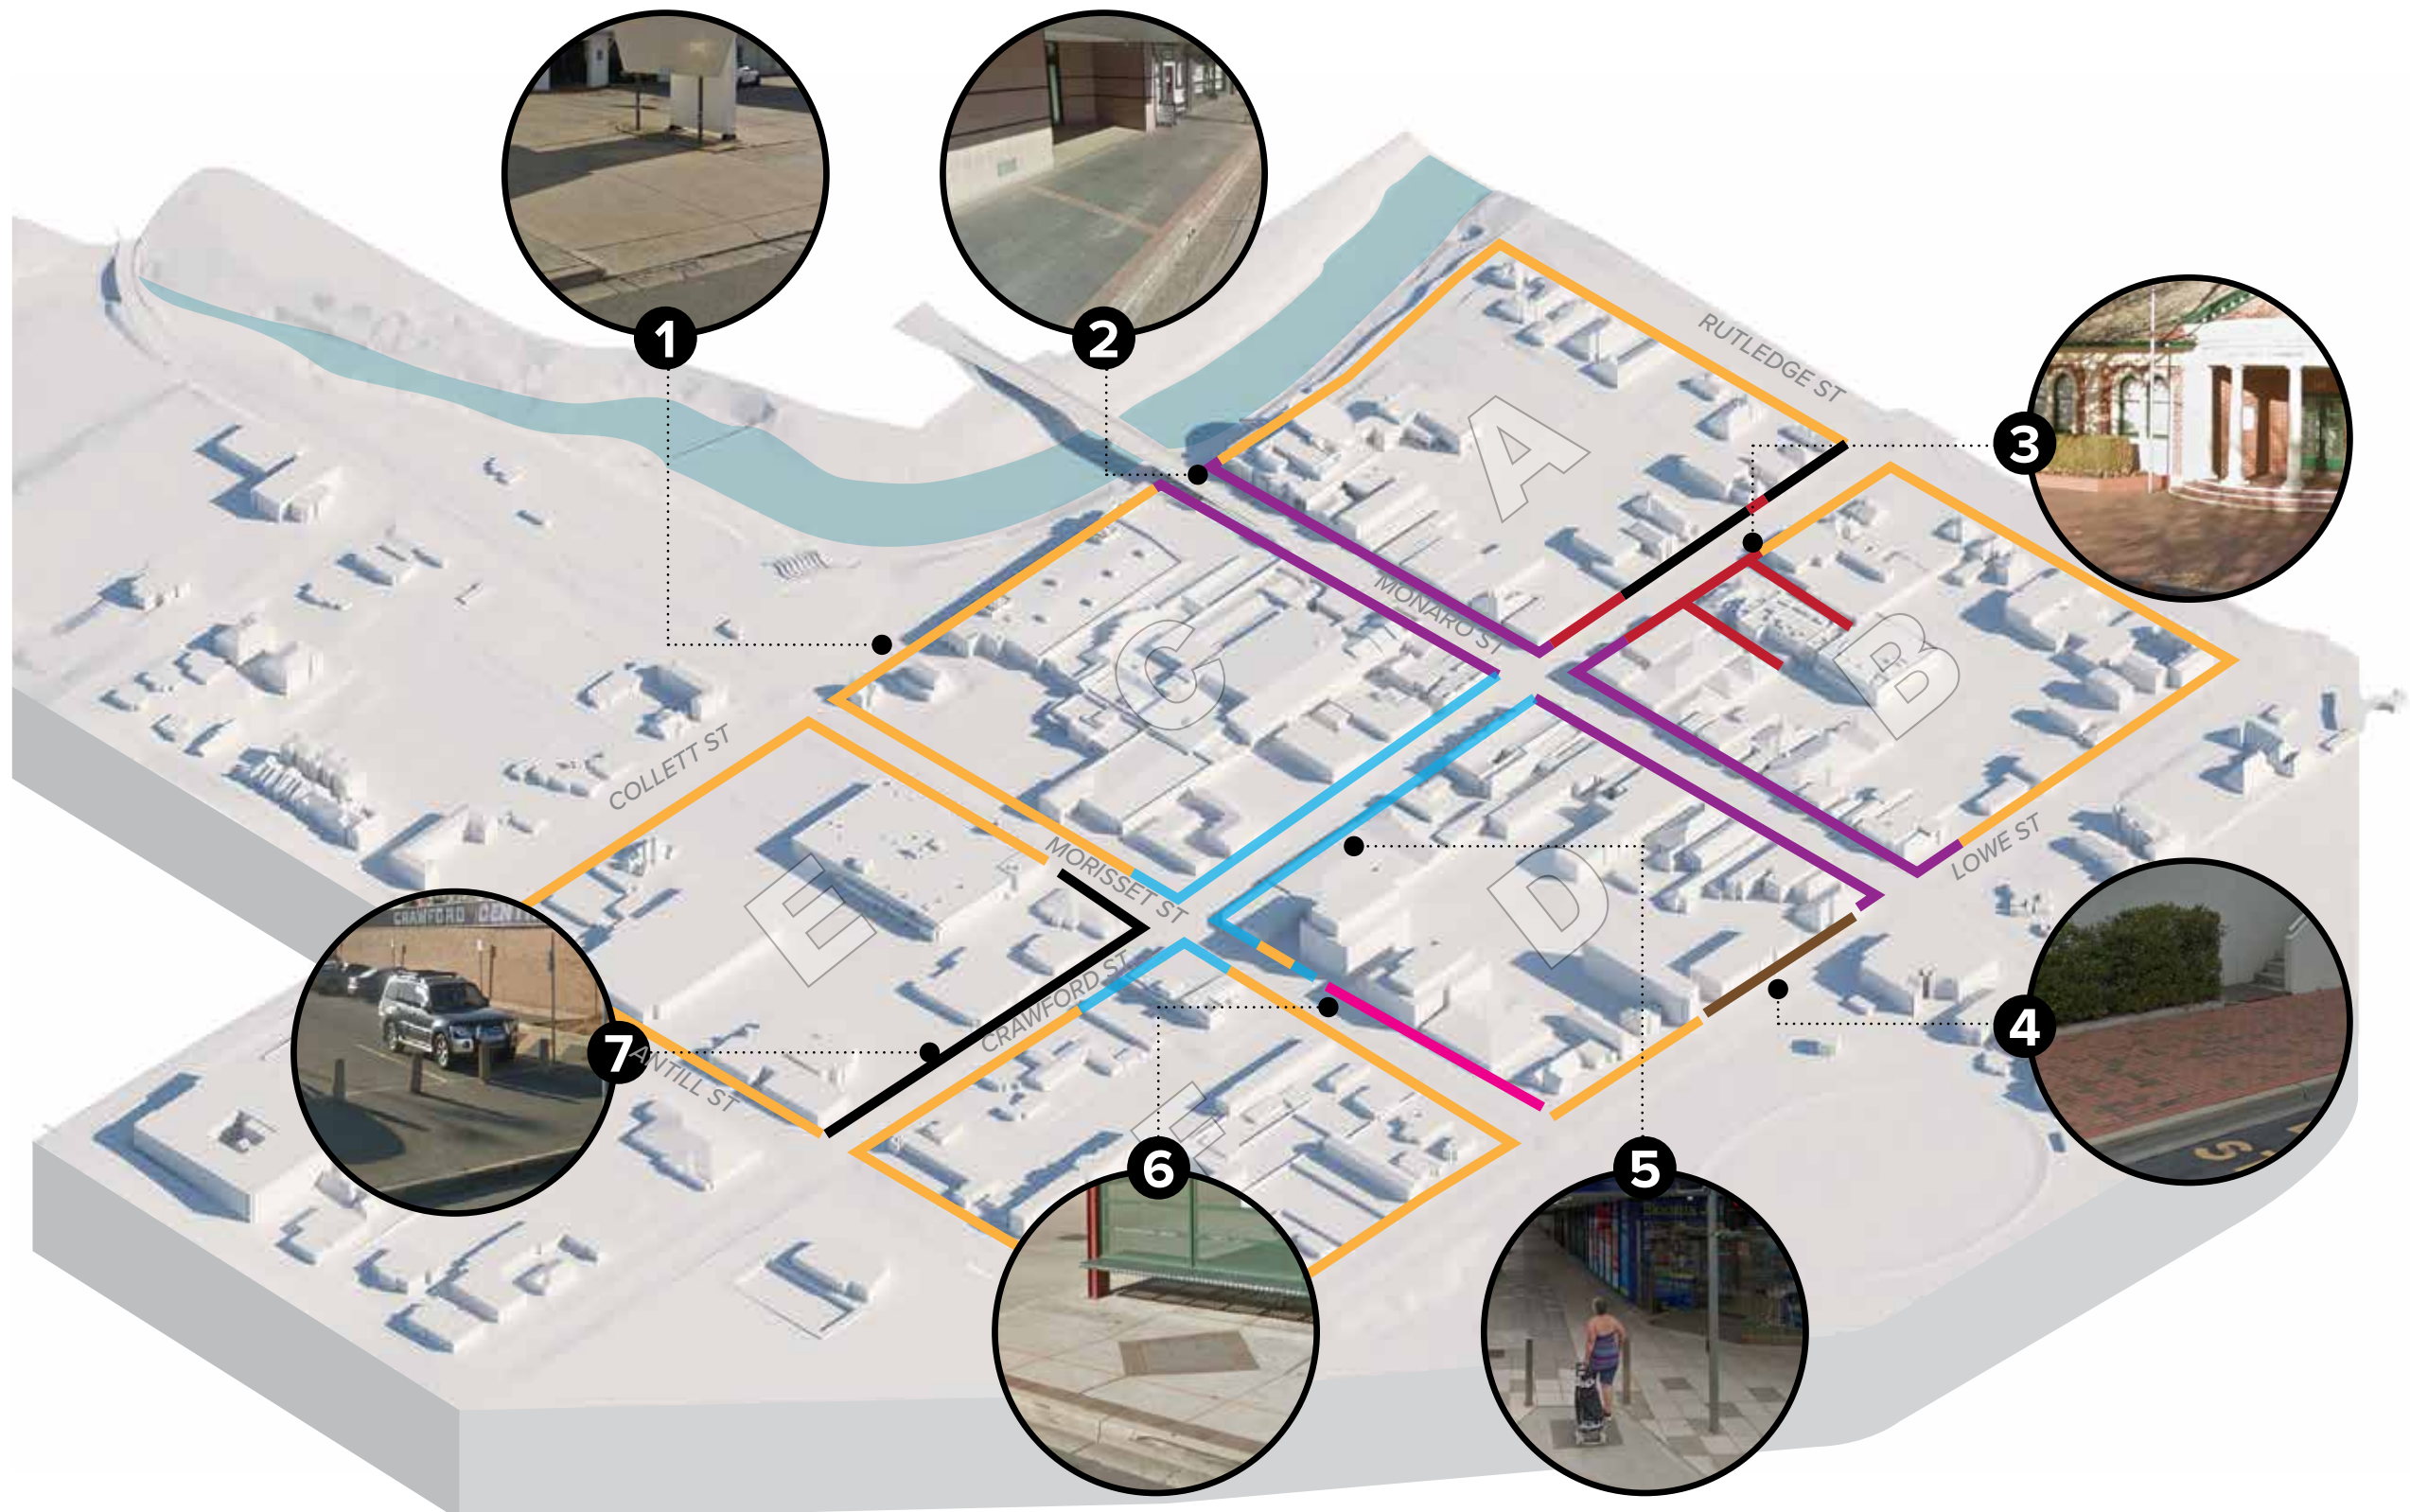 1
2
RUTLEDGE ST
A
3
MONARO ST
C
B
COLLETT ST
MORISSET ST
LOWE ST
E
D
CRAWFORD CENT
CRAWFORD ST
7
ANTILL ST
4
F
6
5